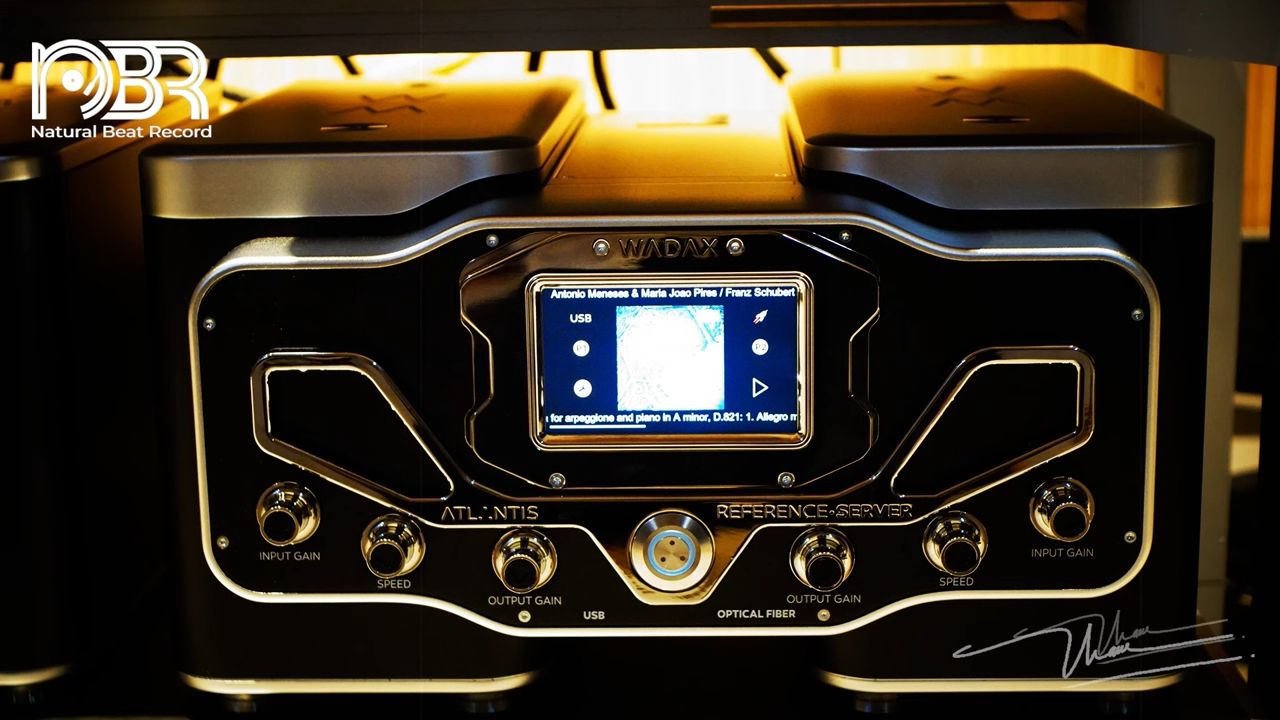 NBR
Natural Beat Record
WADAX
Antonio Meneses & Maria Joao Pires / Franz Schubert
USB
P1
P2
for arpeggione and piano in A minor, D.821: 1. Allegro m
ATLANTIS
REFERENCE·SERVER
INPUT GAIN
SPEED
OUTPUT GAIN
OUTPUT GAIN
SPEED
INPUT GAIN
USB
OPTICAL FIBER